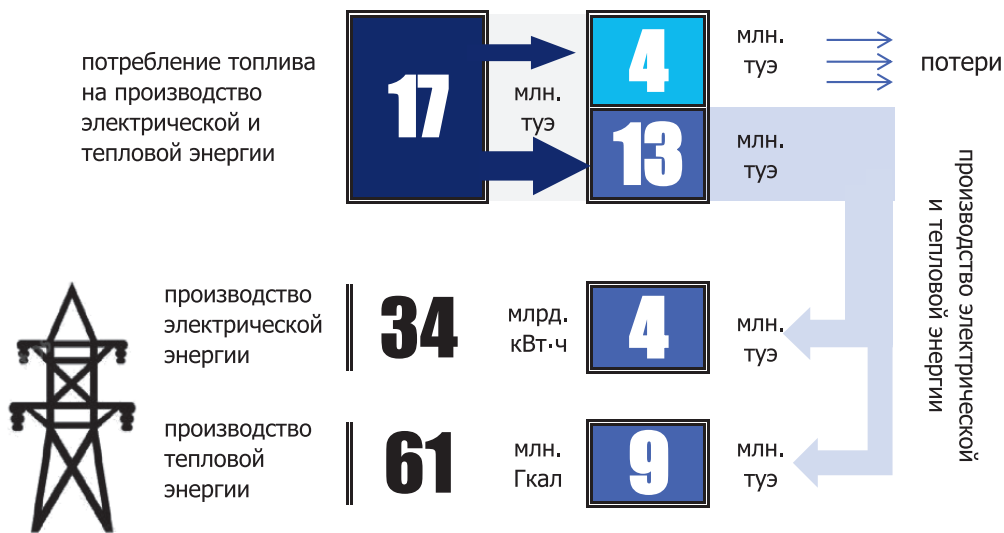 потребление топлива
на производство
электрической и
тепловой энергии
17
млн.
туэ
4
млн.
туэ
потери
13
млн.
туэ
производство электрической
и тепловой энергии
производство
электрической
энергии
34
млрд.
кВт·ч
4
млн.
туэ
производство
тепловой
энергии
61
млн.
Гкал
9
млн.
туэ